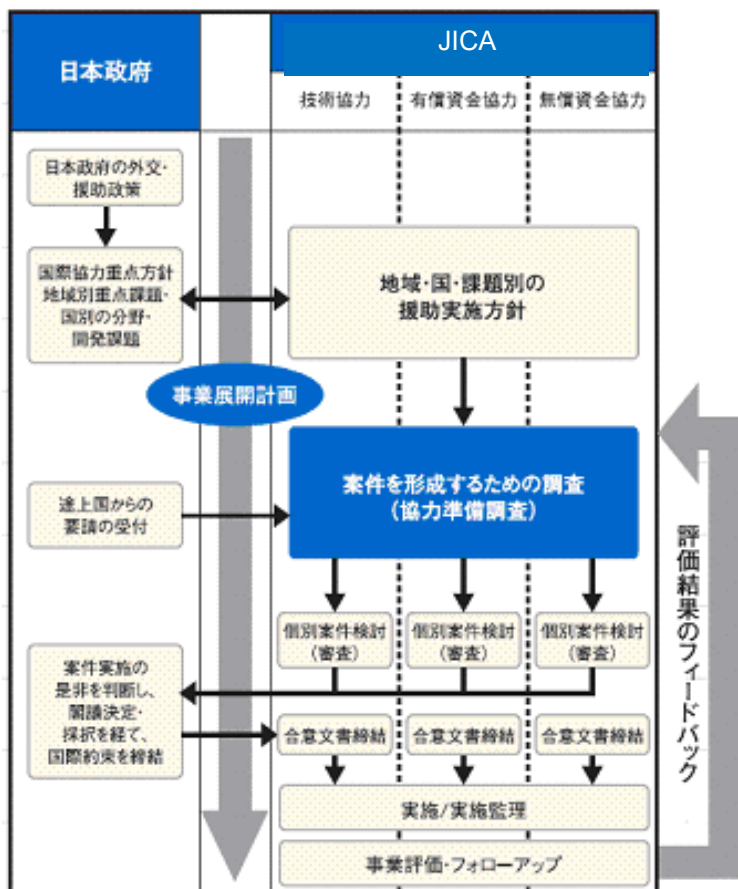 日本政府
JICA
技術協力
有償資金協力
無償資金協力
日本政府の外交・
援助政策
国際協力重点方針
地域別重点課題・
国別の分野・
開発課題
地域・国・課題別の
援助実施方針
事業展開計画
途上国からの
要請の受付
案件を形成するための調査
(協力準備調査)
個別案件検討
(審査)
個別案件検討
(審査)
個別案件検討
(審査)
案件実施の
是非を判断し、
閣議決定・
採択を経て、
国際約束を締結
合意文書締結
合意文書締結
合意文書締結
実施/実施監理
事業評価・フォローアップ
評価結果のフィードバック